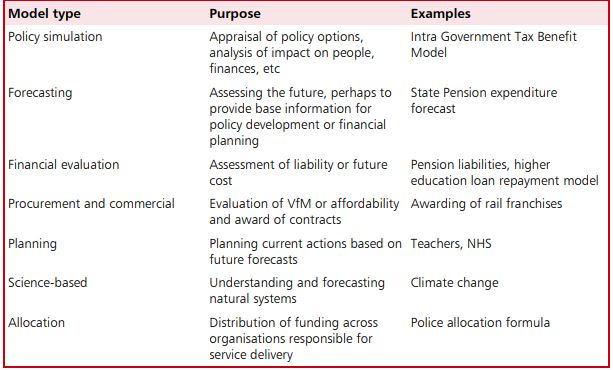 Model type Purpose Examples
Policy simulation Appraisal of policy options, Intra Government Tax Benefit
analysis of impact on people, Model
finances, etc
Forecasting Assessing the future, perhaps to State Pension expenditure
provide base information for forecast
policy development or financial
planning
Financial evaluation Assessment of liability or future Pension liabilities, higher
cost education loan repayment model
Procurement and commercial Evaluation of VfM or affordability Awarding of rail franchises
and award of contracts
Planning Planning current actions based on Teachers, NHS
future forecasts
Science-based Understanding and forecasting Climate change
natural systems
Allocation Distribution of funding across Police allocation formula
organisations responsible for
service delivery